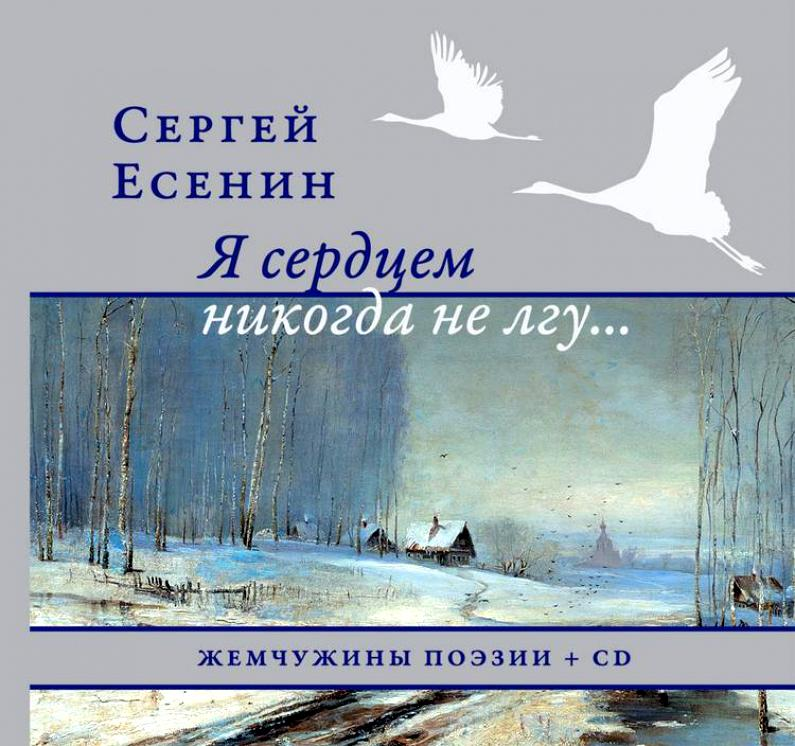 Сергей
Есенин
Я сердцем
никогда не лгу...
ЖЕМЧУЖИНЫ ПОЭЗИИ + CD